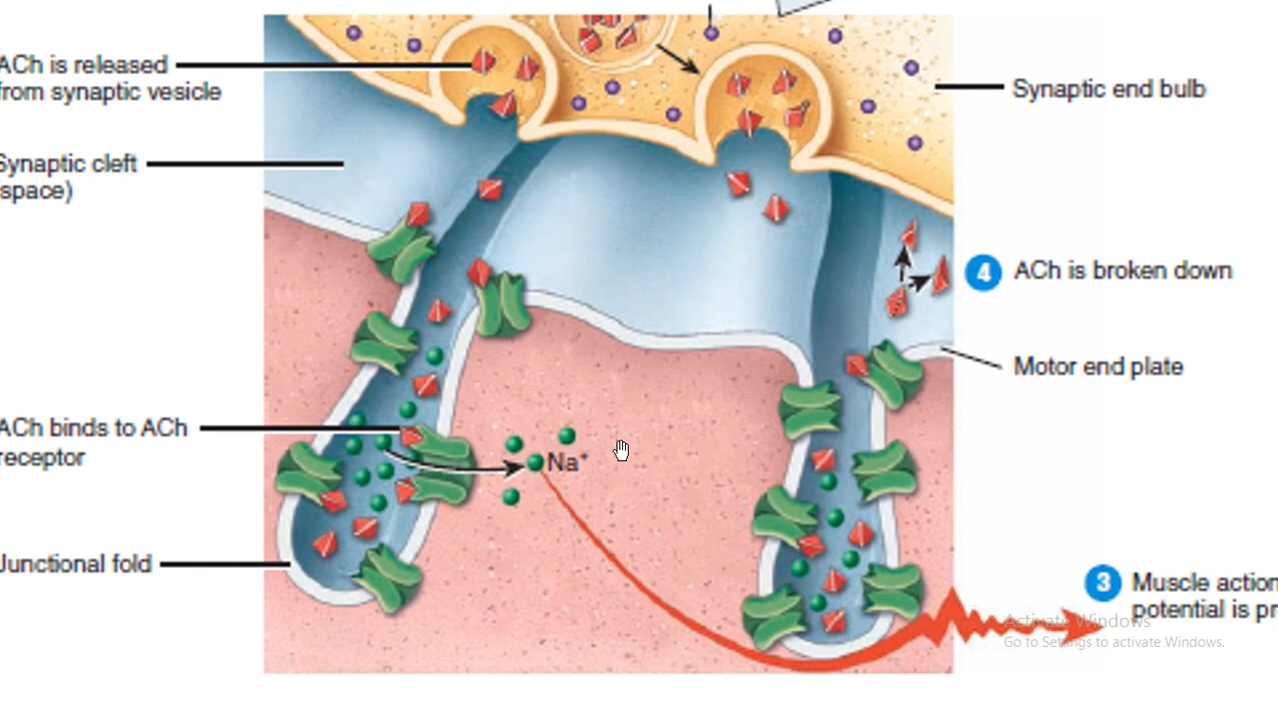 ACh is released
from synaptic vesicle
Synaptic end bulb
Synaptic cleft
space)
4 ACh is broken down
Motor end plate
ACh binds to ACh
receptor
Na⁺
Junctional fold
3 Muscle action
potential is pr
Activate Windows
Go to Settings to activate Windows.